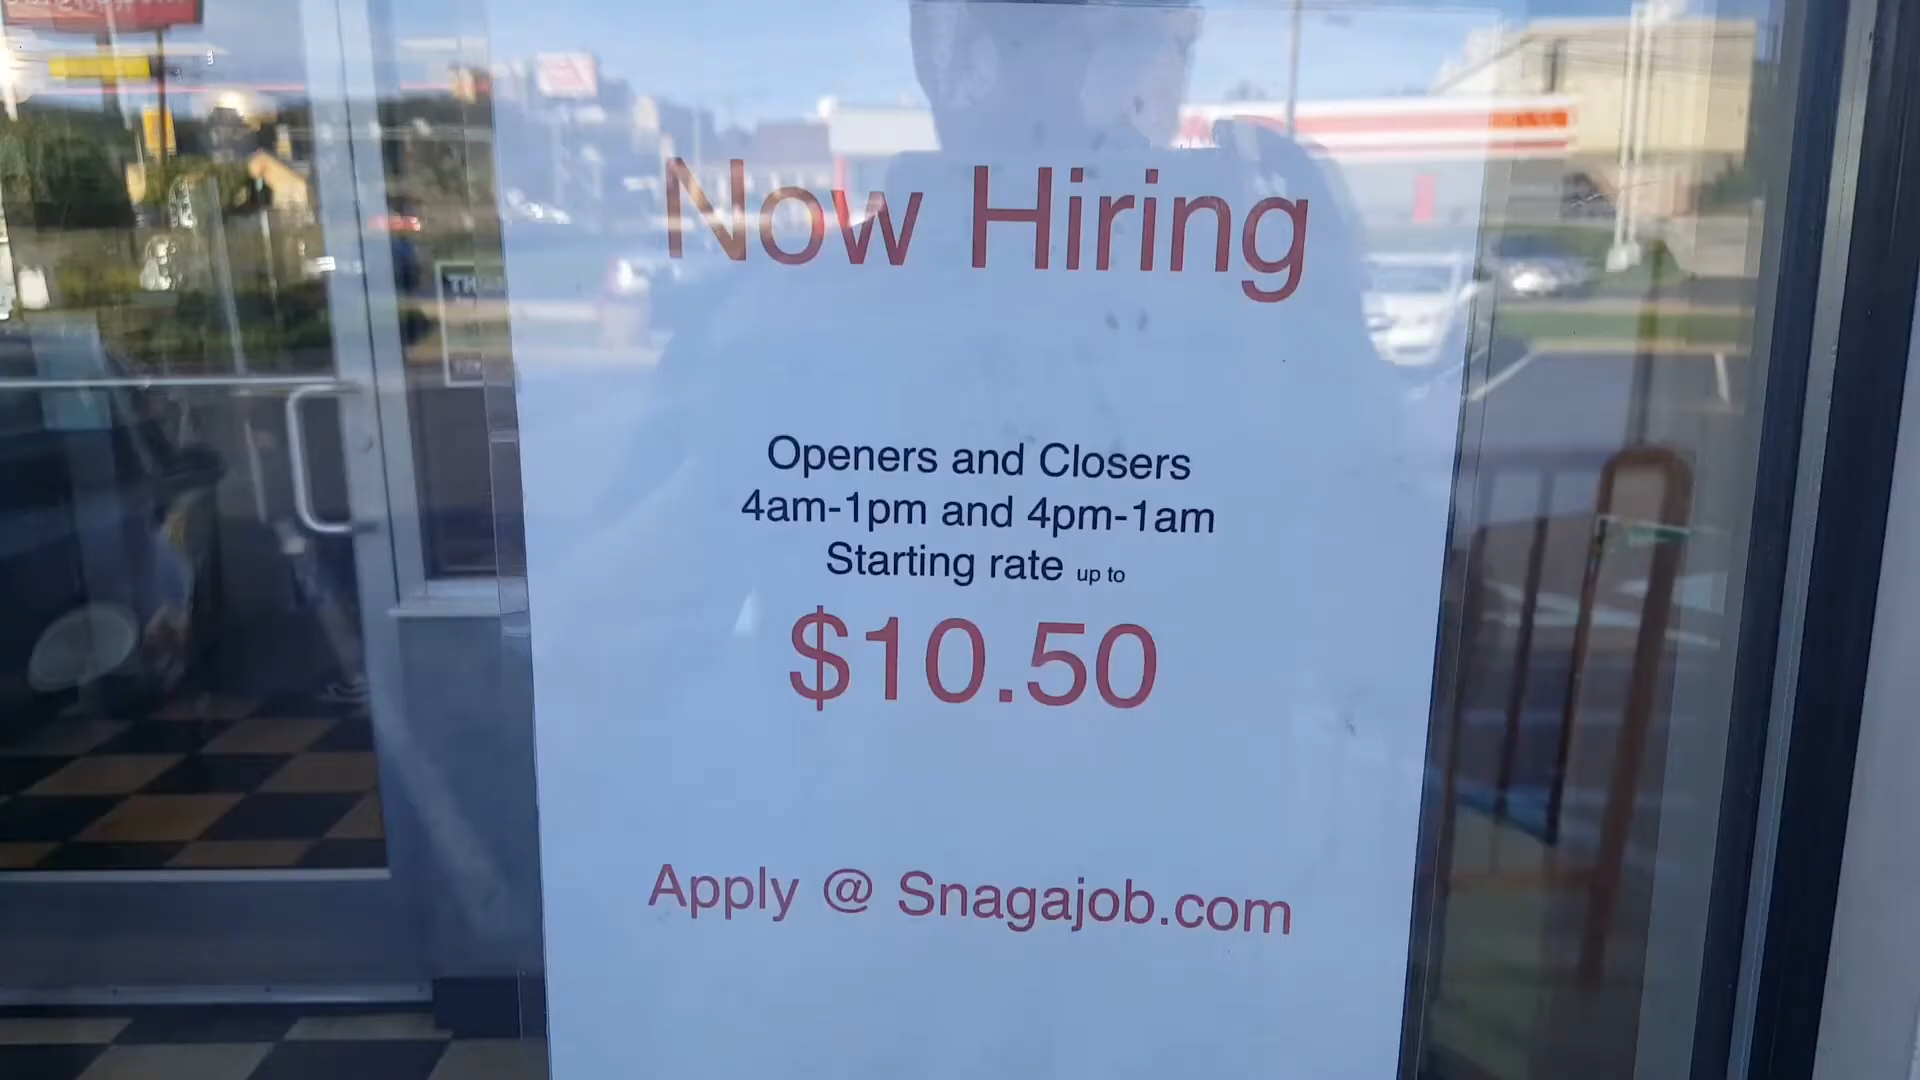 Now Hiring
Openers and Closers
4am-1pm and 4pm-1am
Starting rate up to
$10.50
Apply @ Snagajob.com